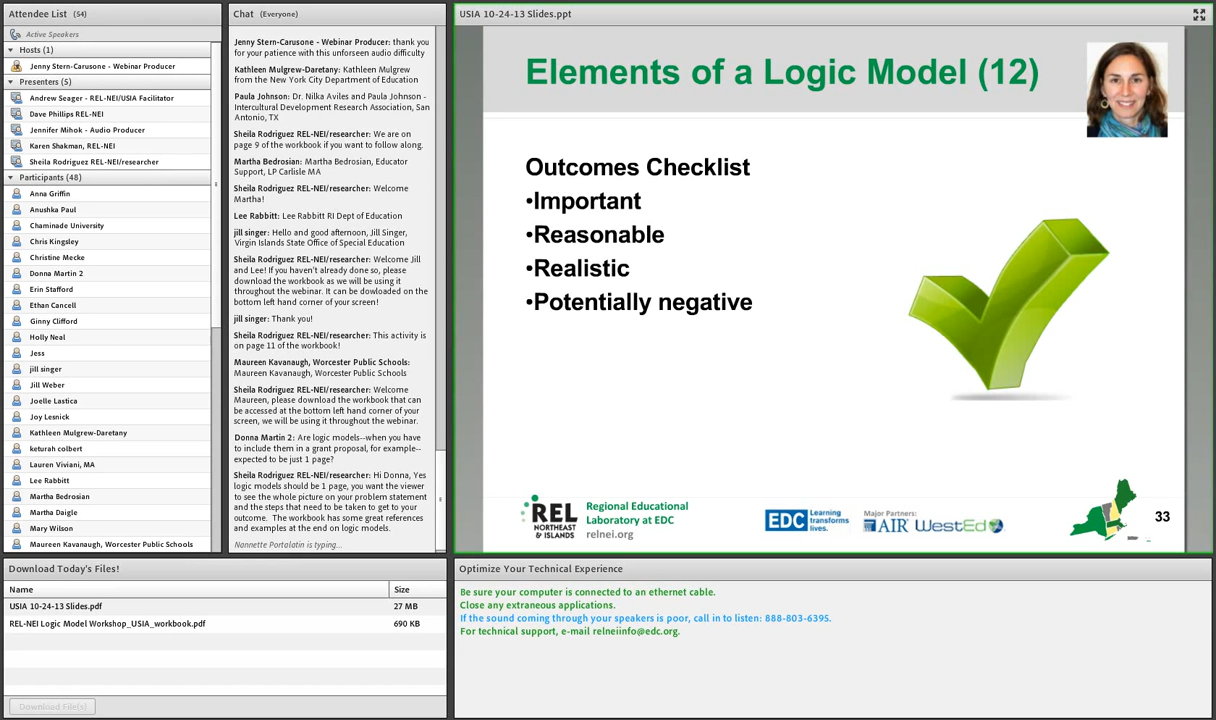 Attendee List (54)
Active Speakers
Hosts (1)
Jenny Stern-Carusone - Webinar Producer
Presenters (5)
Andrew Seager - REL-NEI/USIA Facilitator
Dave Phillips REL-NEI
Jennifer Mihok - Audio Producer
Karen Shakman, REL-NEI
Sheila Rodriguez REL-NEI/researcher
Participants (48)
Anna Griffin
Anushka Paul
Chaminade University
Chris Kingsley
Christine Mecke
Donna Martin 2
Erin Stafford
Ethan Cancell
Ginny Clifford
Holly Neal
Jess
jill singer
Jill Weber
Joelle Lastica
Joy Lesnick
Kathleen Mulgrew-Daretany
keturah colbert
Lauren Viviani, MA
Lee Rabbitt
Martha Bedrosian
Martha Daigle
Mary Wilson
Maureen Kavanaugh, Worcester Public Schools
Chat (Everyone)
Jenny Stern-Carusone - Webinar Producer: thank you
for your patience with this unforseen audio difficulty
Kathleen Mulgrew-Daretany: Kathleen Mulgrew
from the New York City Department of Education
Paula Johnson: Dr. Nilka Aviles and Paula Johnson -
Intercultural Development Research Association, San
Antonio, TX
Sheila Rodriguez REL-NEI/researcher: We are on
page 9 of the workbook if you want to follow along.
Martha Bedrosian: Martha Bedrosian, Educator
Support, LP Carlisle MA
Sheila Rodriguez REL-NEI/researcher: Welcome
Martha!
Lee Rabbitt: Lee Rabbitt RI Dept of Education
jill singer: Hello and good afternoon, Jill Singer,
Virgin Islands State Office of Special Education
Sheila Rodriguez REL-NEI/researcher: Welcome Jill
and Lee! If you haven't already done so, please
download the workbook as we will be using it
throughout the webinar. It can be dowloaded on the
bottom left hand corner of your screen!
jill singer: Thank you!
Sheila Rodriguez REL-NEI/researcher: This activity is
on page 11 of the workbook!
Maureen Kavanaugh, Worcester Public Schools:
Maureen Kavanaugh, Worcester Public Schools
Sheila Rodriguez REL-NEI/researcher: Welcome
Maureen, please download the workbook that can
be accessed at the bottom left hand corner of your
screen, we will be using it throughout the webinar.
Donna Martin 2: Are logic models--when you have
to include them in a grant proposal, for example--
expected to be just 1 page?
Sheila Rodriguez REL-NEI/researcher: Hi Donna, Yes
logic models should be 1 page, you want the viewer
to see the whole picture on your problem statement
and the steps that need to be taken to get to your
outcome. The workbook has some great references
and examples at the end on logic models.
Nannette Portalatin is typing...
USIA 10-24-13 Slides.ppt
Elements of a Logic Model (12)
Outcomes Checklist
•Important
•Reasonable
•Realistic
•Potentially negative
REL
NORTHEAST
& ISLANDS
Regional Educational
Laboratory at EDC
relnei.org
EDC Learning
transforms
lives.
Major Partners:
AIR WestEd
33
Download Today's Files!
Name Size
USIA 10-24-13 Slides.pdf 27 MB
REL-NEI Logic Model Workshop_USIA_workbook.pdf 690 KB
Download File(s)
Optimize Your Technical Experience
Be sure your computer is connected to an ethernet cable.
Close any extraneous applications.
If the sound coming through your speakers is poor, call in to listen: 888-803-6395.
For technical support, e-mail relneiinfo@edc.org.